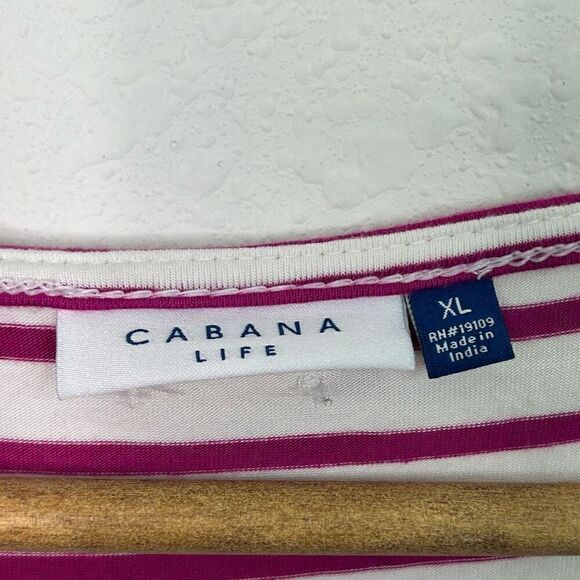 CABANA
LIFE
XL
RN#19109
Made in
India